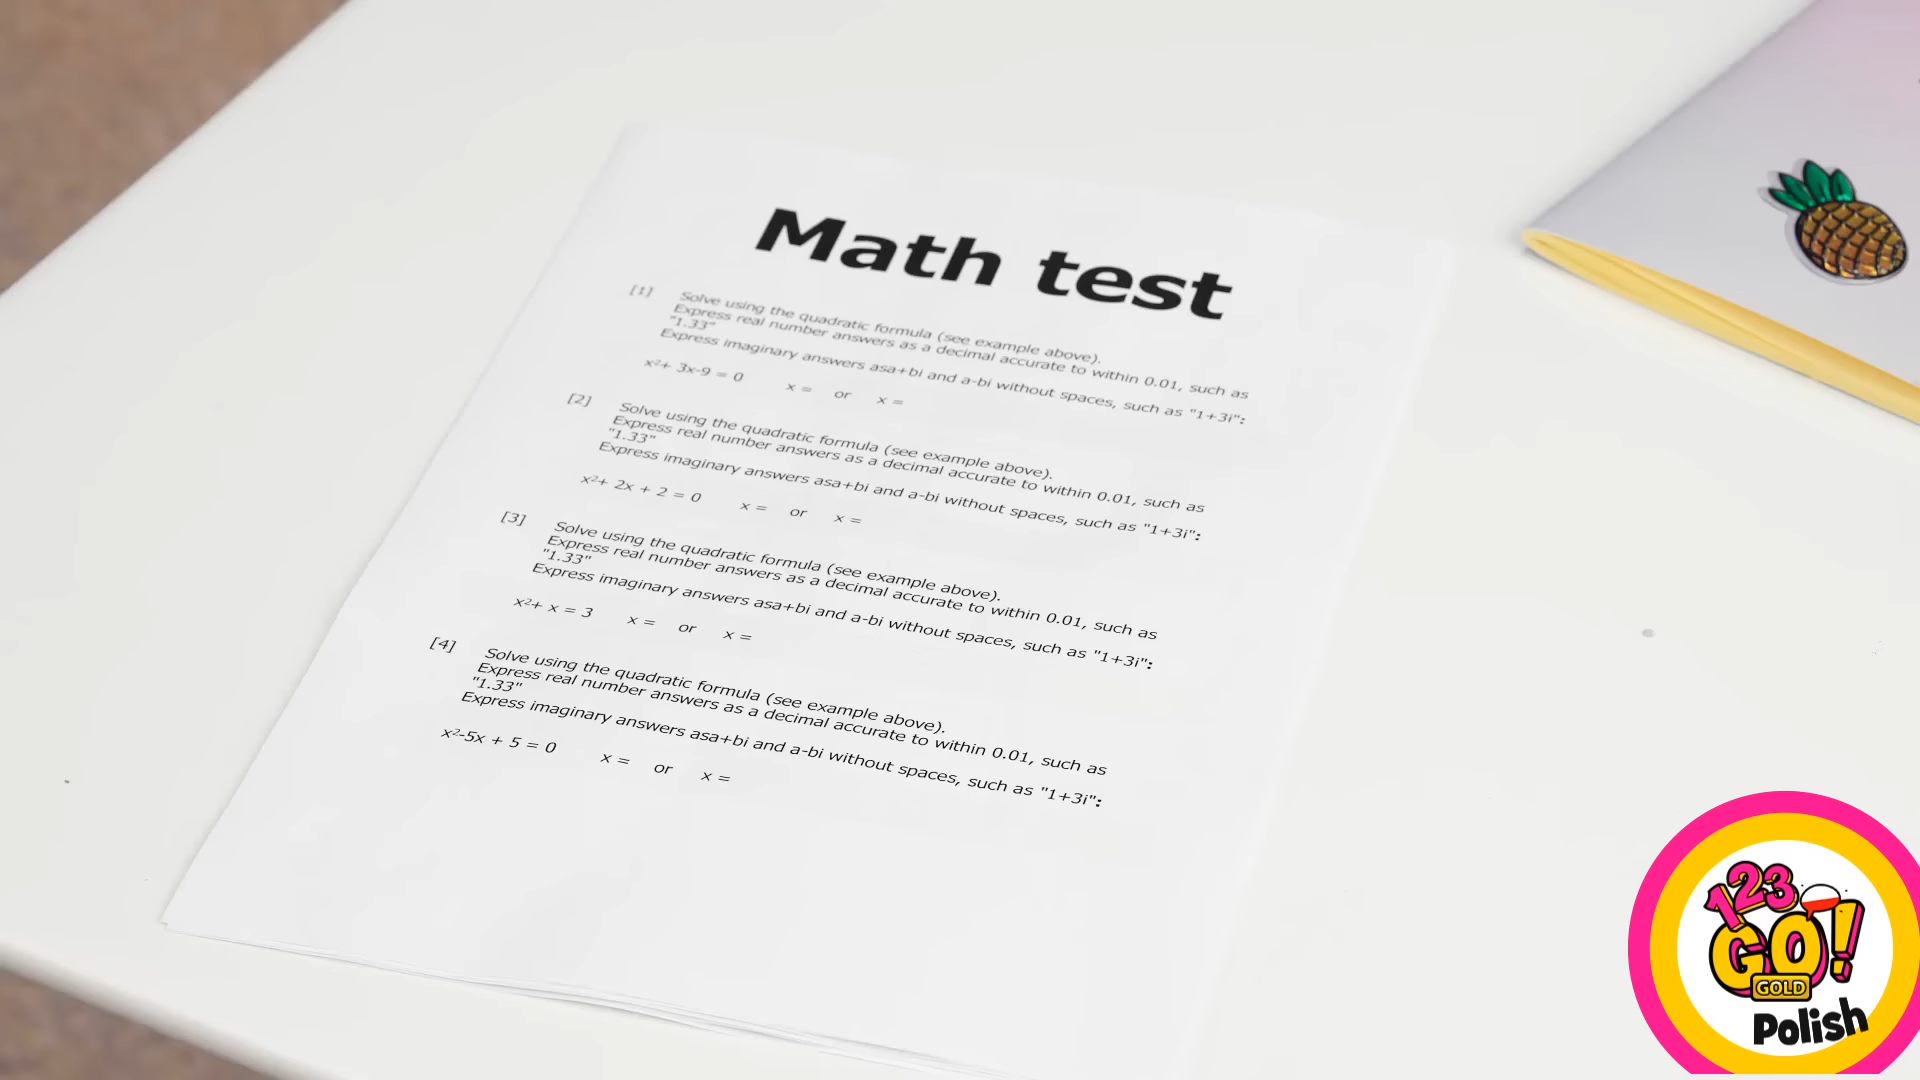 Math test
[1] Solve using the quadratic formula (see example above).
Express real number answers as a decimal accurate to within 0.01, such as
"1.33"
Express imaginary answers asa+bi and a-bi without spaces, such as "1+3i":
x²+ 3x-9 = 0 x = or x =
[2] Solve using the quadratic formula (see example above).
Express real number answers as a decimal accurate to within 0.01, such as
"1.33"
Express imaginary answers asa+bi and a-bi without spaces, such as "1+3i":
x²+ 2x + 2 = 0 x = or x =
[3] Solve using the quadratic formula (see example above).
Express real number answers as a decimal accurate to within 0.01, such as
"1.33"
Express imaginary answers asa+bi and a-bi without spaces, such as "1+3i":
x²+ x = 3 x = or x =
[4] Solve using the quadratic formula (see example above).
Express real number answers as a decimal accurate to within 0.01, such as
"1.33"
Express imaginary answers asa+bi and a-bi without spaces, such as "1+3i":
x²-5x + 5 = 0 x = or x =
123
GO!
GOLD
Polish